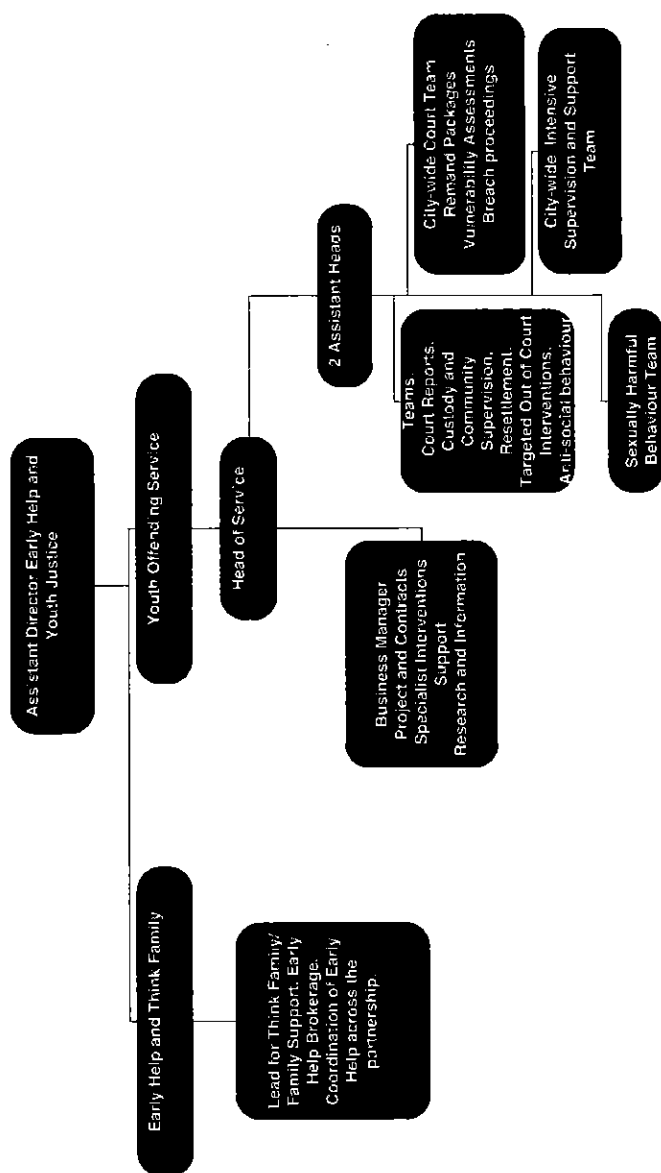 Assistant Director Early Help and
Youth Justice
Early Help and Think Family
Youth Offending Service
Lead for Think Family/
Family Support. Early
Help Brokerage.
Coordination of Early
Help across the
partnership.
Head of Service
Business Manager
Project and Contracts
Specialist Interventions
Support
Research and Information
2 Assistant Heads
Teams.
Court Reports.
Custody and
Community
Supervision,
Resettlement.
Targeted Out of Court
Interventions.
Anti-social behaviour
City-wide Court Team
Remand Packages
Vulnerability Assessments
Breach proceedings
Sexually Harmful
Behaviour Team
City-wide Intensive
Supervision and Support
Team